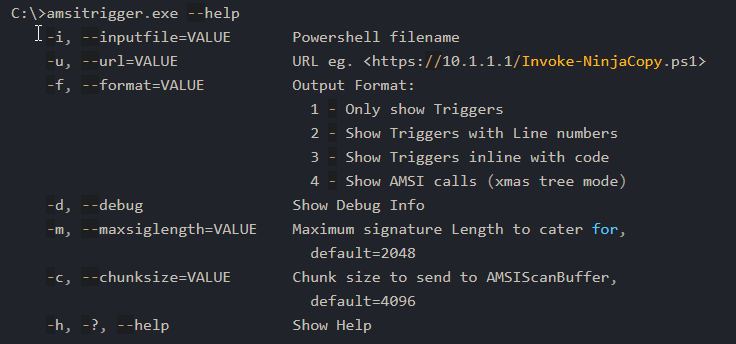 C:\>amsitrigger.exe --help
-i, --inputfile=VALUE Powershell filename
-u, --url=VALUE URL eg. <https://10.1.1.1/Invoke-NinjaCopy.ps1>
-f, --format=VALUE Output Format:
1 - Only show Triggers
2 - Show Triggers with Line numbers
3 - Show Triggers inline with code
4 - Show AMSI calls (xmas tree mode)
-d, --debug Show Debug Info
-m, --maxsiglength=VALUE Maximum signature Length to cater for,
default=2048
-c, --chunksize=VALUE Chunk size to send to AMSIScanBuffer,
default=4096
-h, -?, --help Show Help